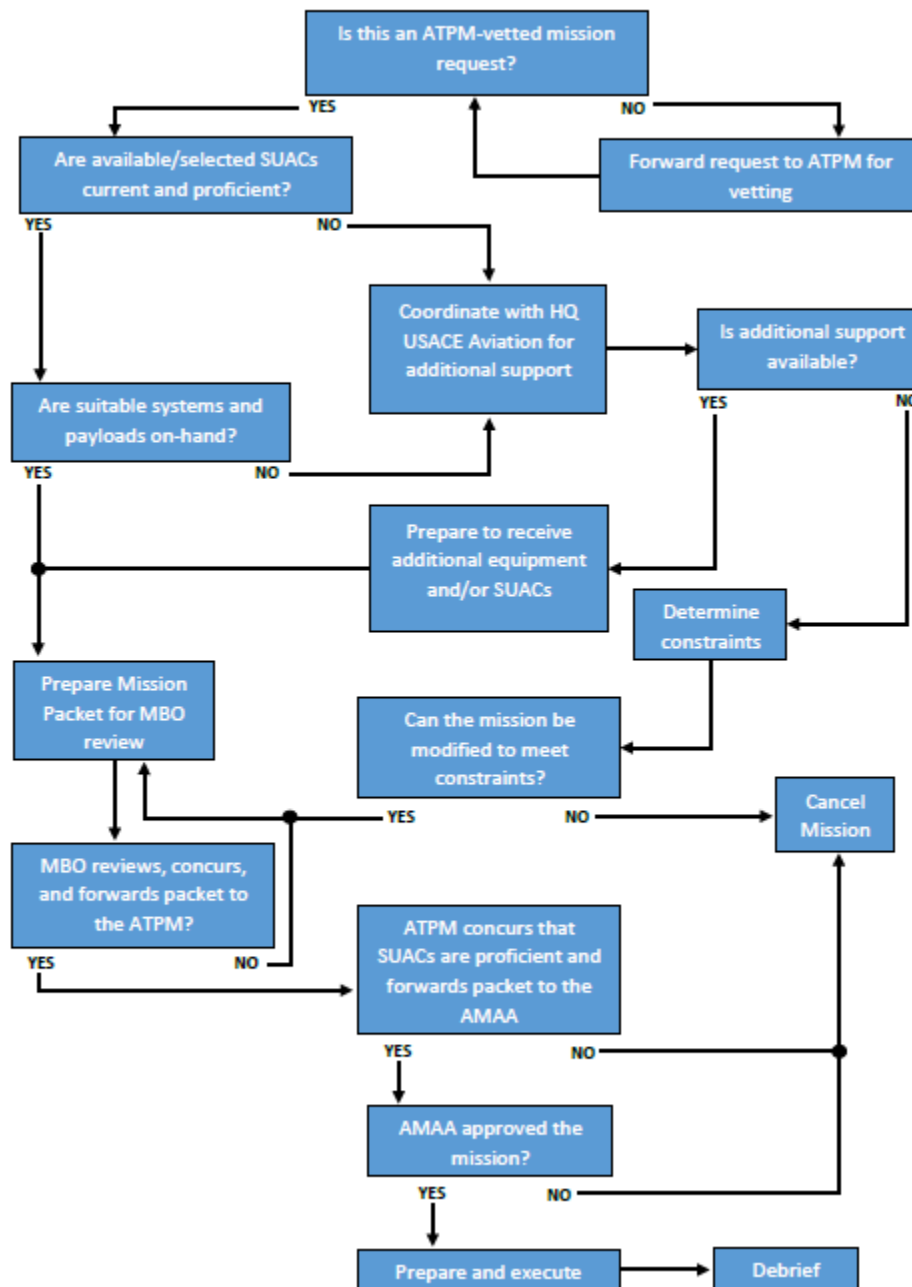 Is this an ATPM-vetted mission
request?
YES
NO
Are available/selected SUACs
current and proficient?
Forward request to ATPM for
vetting
YES
NO
Coordinate with HQ
USACE Aviation for
additional support
Is additional support
available?
Are suitable systems and
payloads on-hand?
YES
NO
YES
NO
Prepare to receive
additional equipment
and/or SUACs
Determine
constraints
Prepare Mission
Packet for MBO
review
Can the mission be
modified to meet
constraints?
YES
NO
Cancel
Mission
MBO reviews, concurs,
and forwards packet to
the ATPM?
YES
NO
ATPM concurs that
SUACs are proficient and
forwards packet to the
AMAA
YES
NO
AMAA approved the
mission?
YES
NO
Prepare and execute
Debrief